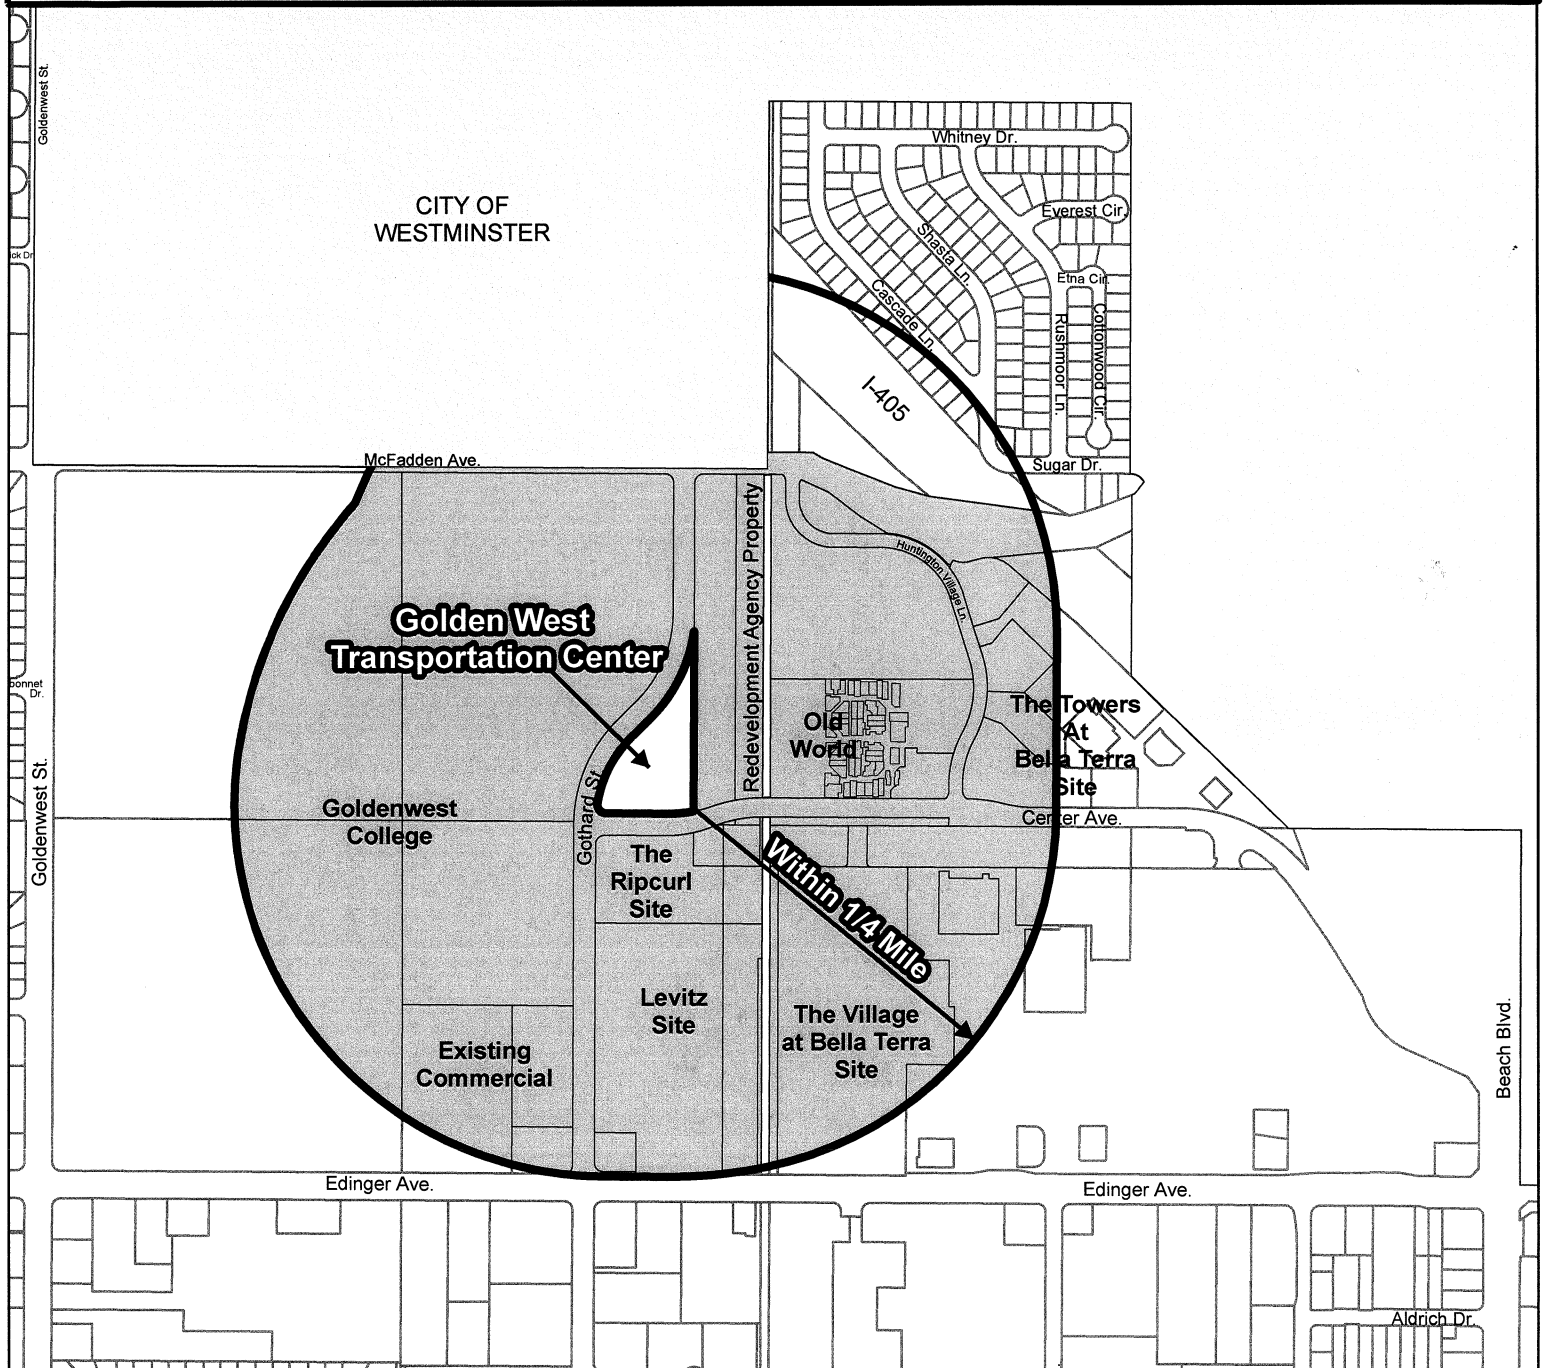 Goldenwest St.
Whitney Dr.
CITY OF
WESTMINSTER
Everest Cir.
Shasta Ln.
Etna Cir.
Cascade Ln.
Rushmoor Ln.
Cottonwood Cir.
I-405
McFadden Ave.
Sugar Dr.
Redevelopment Agency Property
Huntington Village Ln.
Golden West
Transportation Center
onnet
Dr.
Old
World
The Towers
At
Bella Terra
Site
Goldenwest St.
Goldenwest
College
Gothard St.
Center Ave.
The
Ripcurl
Site
Within 1/4 Mile
Levitz
Site
The Village
at Bella Terra
Site
Existing
Commercial
Beach Blvd.
Edinger Ave.
Edinger Ave.
Aldrich Dr.